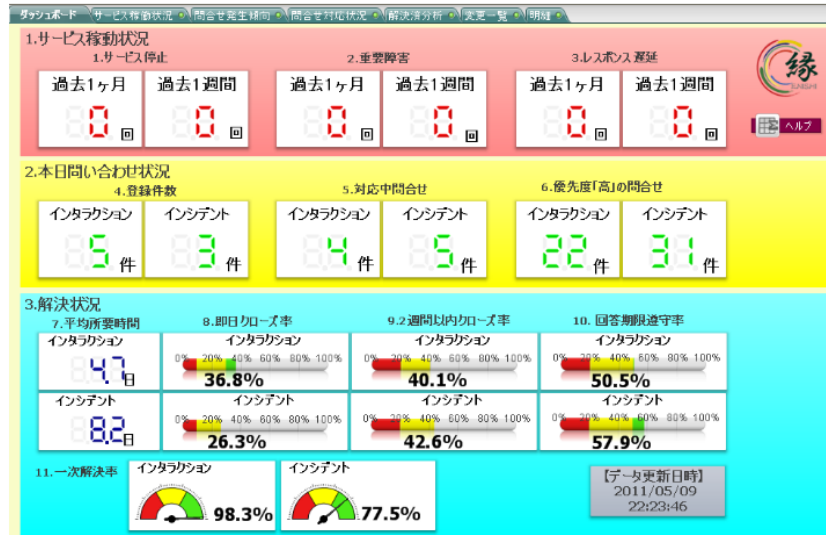 ダッシュボード サービス稼働状況 問合せ発生傾向 問合せ対応状況 解決済分析 変更一覧 明細
1.サービス稼動状況
1.サービス停止 2.重要障害 3.レスポンス遅延
過去1ヶ月 過去1週間 過去1ヶ月 過去1週間 過去1ヶ月 過去1週間
0回 0回 0回 0回 0回 0回
縁
ヘルプ
2.本日問い合わせ状況
4.登録件数 5.対応中問合せ 6.優先度「高」の問合せ
インタラクション インシデント インタラクション インシデント インタラクション インシデント
5件 3件 4件 5件 22件 31件
3.解決状況
7.平均所要時間 8.即日クローズ率 9.2週間以内クローズ率 10. 回答期限遵守率
インタラクション インタラクション インタラクション インタラクション
0% 20% 40% 60% 80% 100% 0% 20% 40% 60% 80% 100% 0% 20% 40% 60% 80% 100%
4.7日 36.8% 40.1% 50.5%
インシデント インシデント インシデント インシデント
0% 20% 40% 60% 80% 100% 0% 20% 40% 60% 80% 100% 0% 20% 40% 60% 80% 100%
8.2日 26.3% 42.6% 57.9%
11.一次解決率 インタラクション インシデント
98.3% 77.5%
【データ更新日時】
2011/05/09
22:23:46